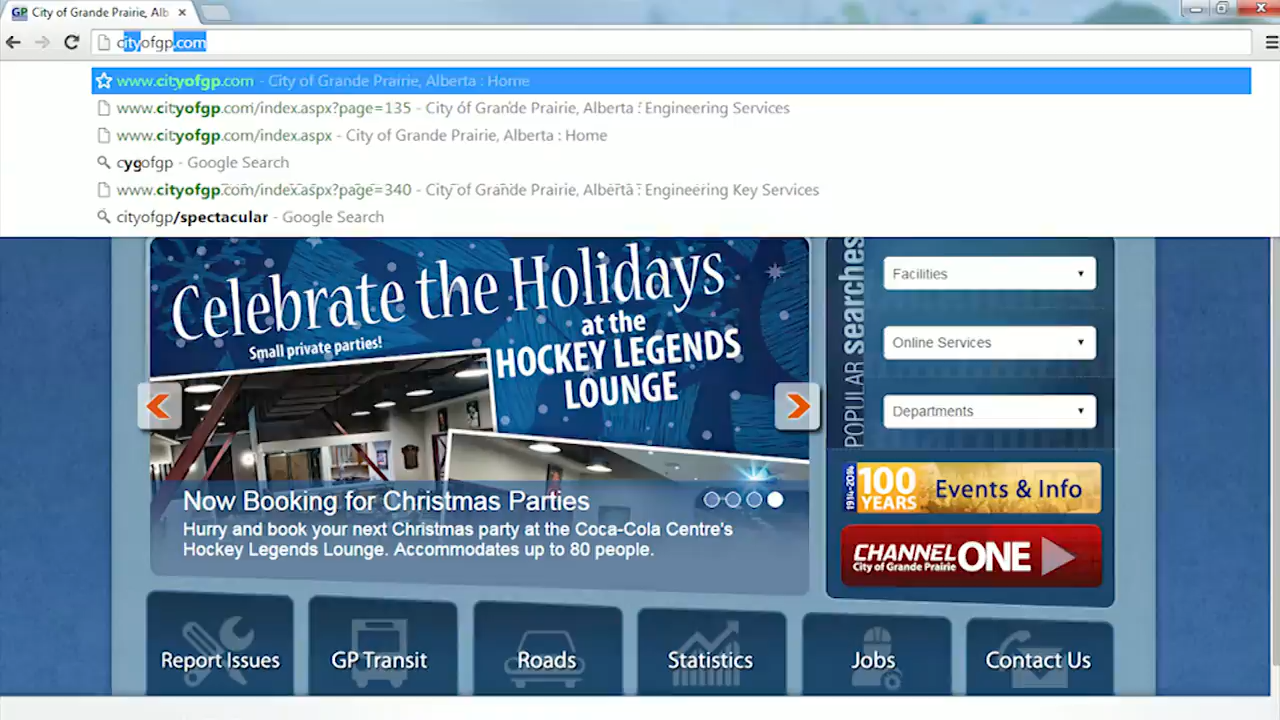 GP City of Grande Prairie, Alb
cityofgp.com
www.cityofgp.com - City of Grande Prairie, Alberta : Home
www.cityofgp.com/index.aspx?page=135 - City of Grande Prairie, Alberta : Engineering Services
www.cityofgp.com/index.aspx - City of Grande Prairie, Alberta : Home
cygofgp - Google Search
www.cityofgp.com/index.aspx?page=340 - City of Grande Prairie, Alberta : Engineering Key Services
cityofgp/spectacular - Google Search
Celebrate the Holidays
Small private parties!
at the
HOCKEY LEGENDS
LOUNGE
Now Booking for Christmas Parties
Hurry and book your next Christmas party at the Coca-Cola Centre's
Hockey Legends Lounge. Accommodates up to 80 people.
POPULAR searches
Facilities
Online Services
Departments
1914-2014
100
YEARS
Events & Info
CHANNEL ONE
City of Grande Prairie
Report Issues
GP Transit
Roads
Statistics
Jobs
Contact Us